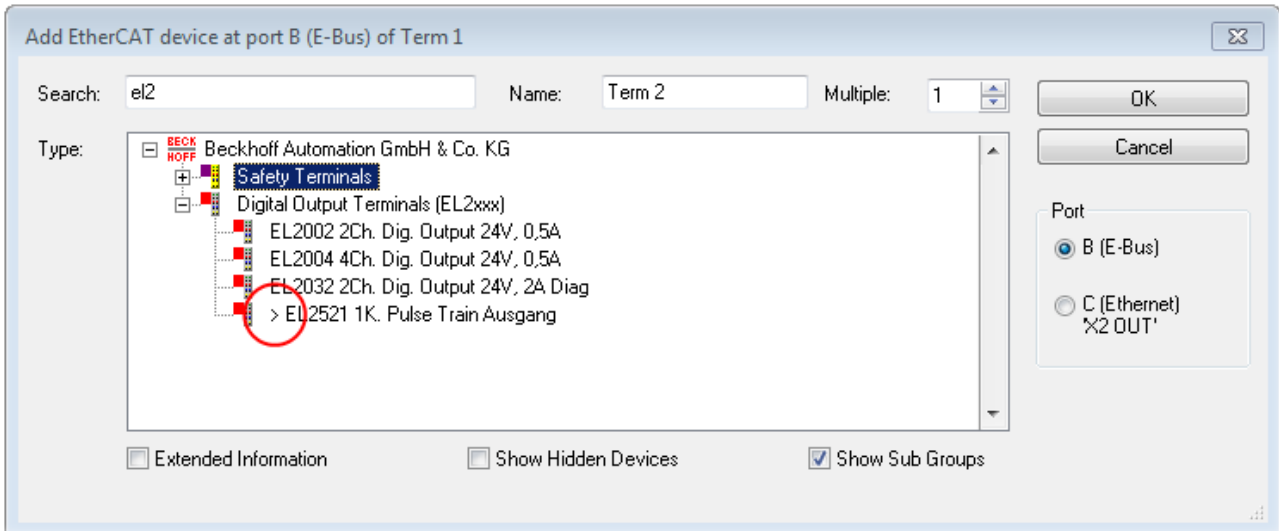 Add EtherCAT device at port B (E-Bus) of Term 1
Search: el2 Name: Term 2 Multiple: 1 OK
Type: BECK HOFF Beckhoff Automation GmbH & Co. KG Cancel
Safety Terminals
Digital Output Terminals (EL2xxx)
EL2002 2Ch. Dig. Output 24V, 0,5A
EL2004 4Ch. Dig. Output 24V, 0,5A
EL2032 2Ch. Dig. Output 24V, 2A Diag
> EL2521 1K. Pulse Train Ausgang
Port
B (E-Bus)
C (Ethernet)
'X2 OUT'
Extended Information Show Hidden Devices Show Sub Groups